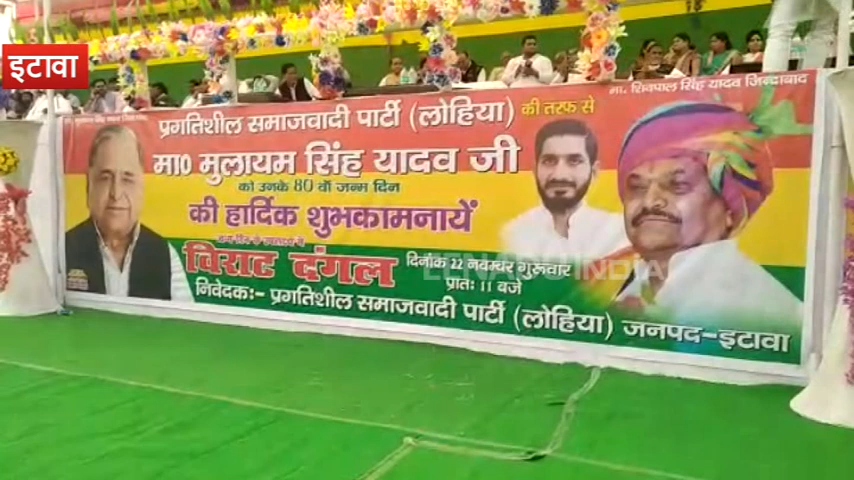 इटावा
मा. शिवपाल सिंह यादव जिन्दाबाद
प्रगतिशील समाजवादी पार्टी (लोहिया) की तरफ से
मा0 मुलायम सिंह यादव जी
को उनके 80 वाँ जन्म दिन
की हार्दिक शुभकामनायें
विराट दंगल
दिनांक 22 नवम्बर गुरूवार
प्रातः 11 बजे
निवेदकः- प्रगतिशील समाजवादी पार्टी (लोहिया) जनपद-इटावा